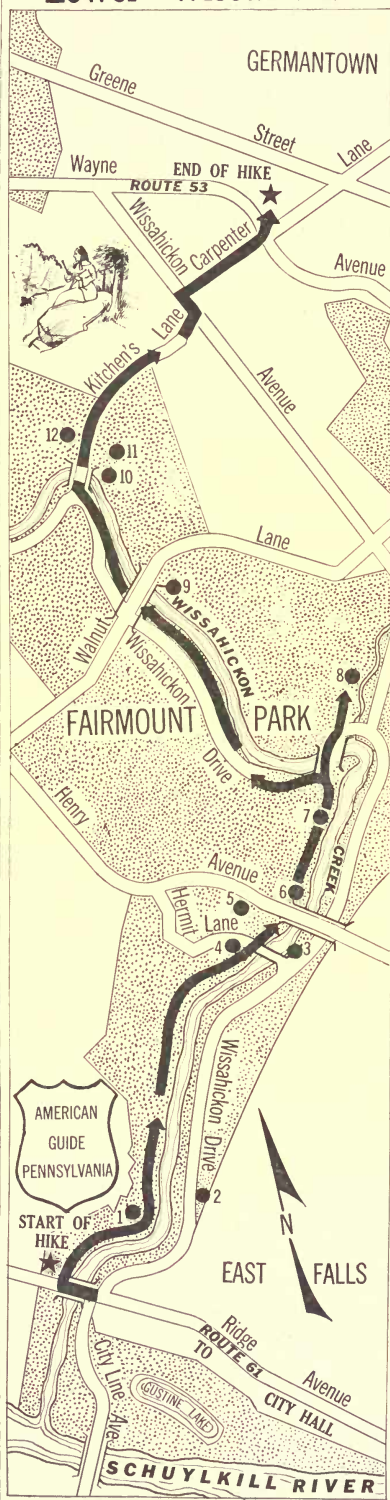 GERMANTOWN
Greene
Street
Lane
Wayne
END OF HIKE
ROUTE 53
Wissahickon
Carpenter
Avenue
Kitchen's
Lane
Avenue
12
11
10
Lane
9
WISSAHICKON
Walnut
Wissahickon
8
FAIRMOUNT PARK
Drive
7
Henry
CREEK
Avenue
6
5
Hermit
Lane
4
3
Wissahickon Drive
AMERICAN
GUIDE
PENNSYLVANIA
2
1
START OF
HIKE
N
EAST FALLS
Ridge
ROUTE 61
Avenue
TO
CITY HALL
City Line Ave.
GUSTINE LAKE
SCHUYLKILL RIVER